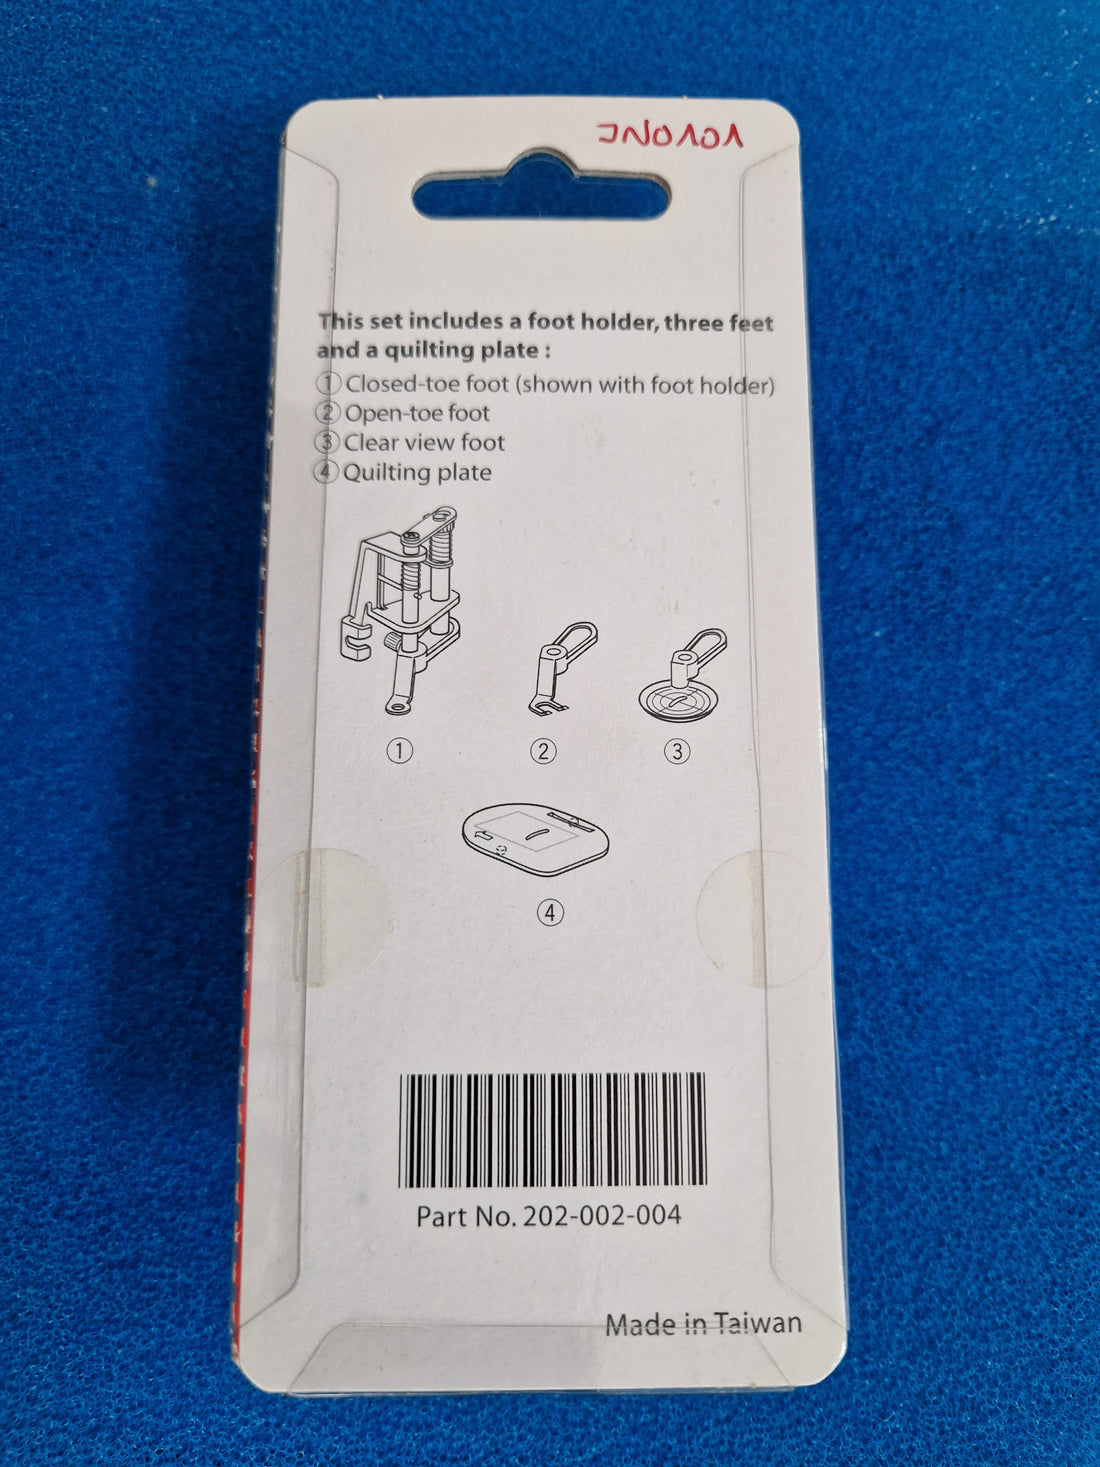 JN0101
This set includes a foot holder, three feet
and a quilting plate :
① Closed-toe foot (shown with foot holder)
② Open-toe foot
③ Clear view foot
④ Quilting plate
① ② ③
④
Part No. 202-002-004
Made in Taiwan